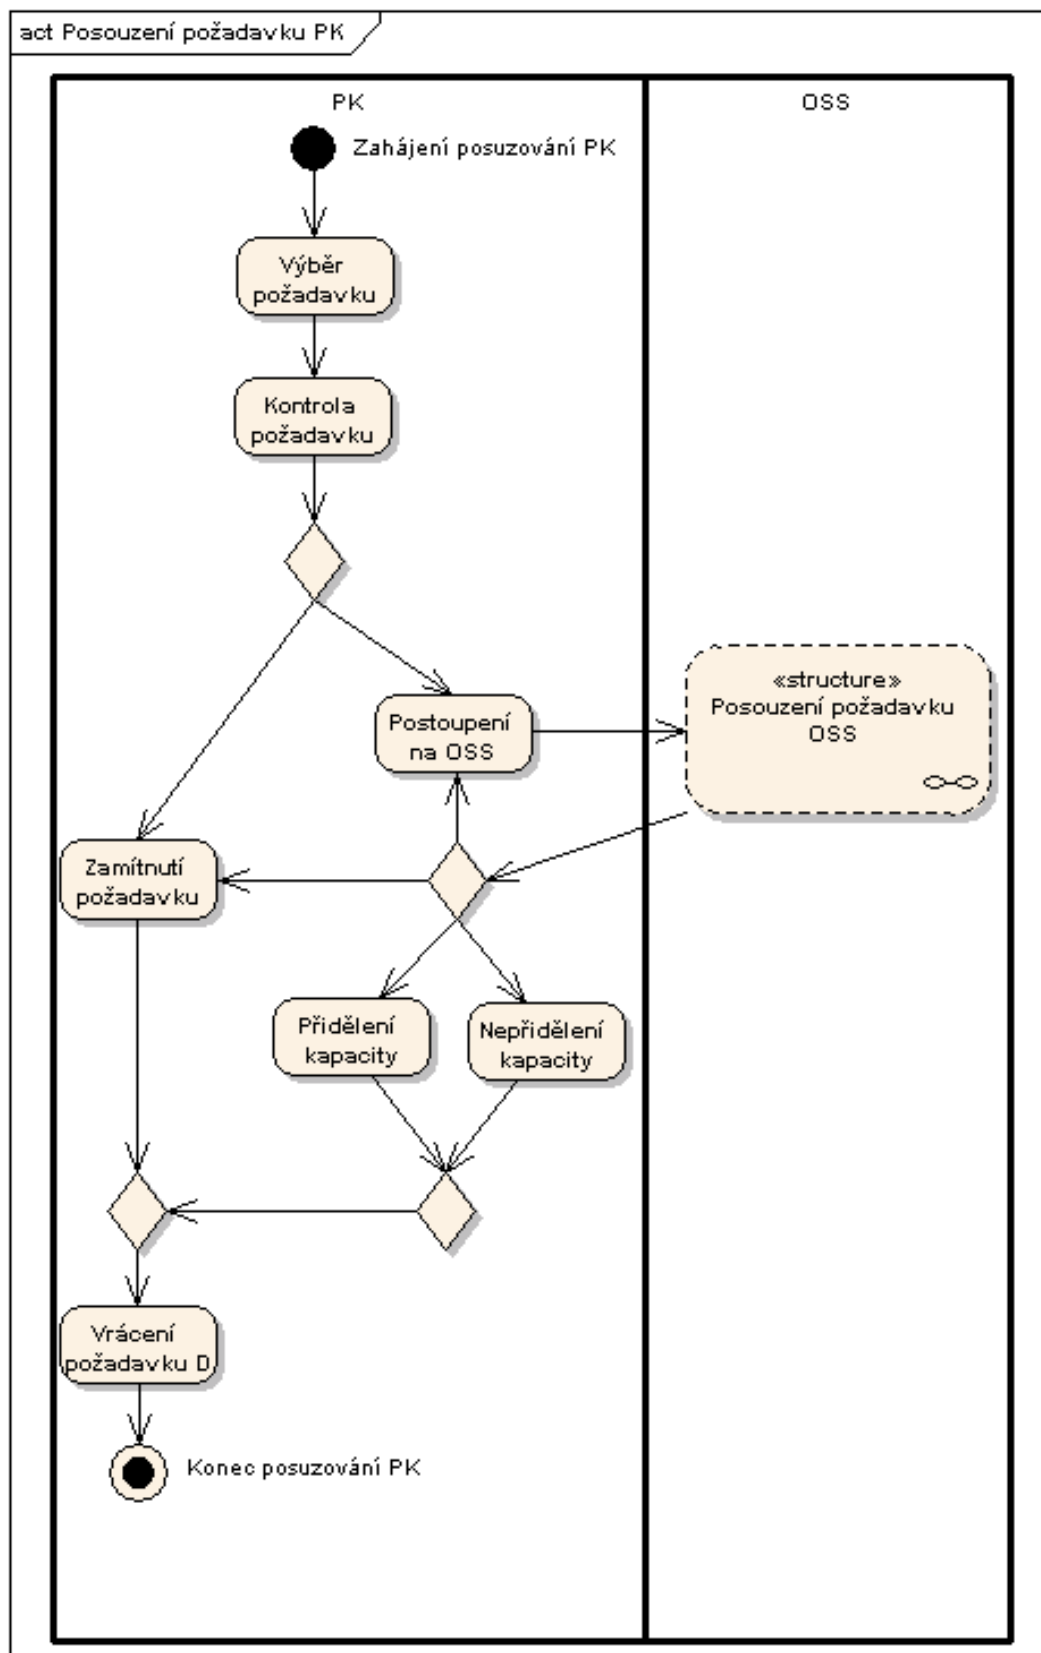 act Posouzení požadavku PK
PK
OSS
Zahájení posuzování PK
Výběr
požadavku
Kontrola
požadavku
Postoupení
na OSS
«structure»
Posouzení požadavku
OSS
Zamítnutí
požadavku
Přidělení
kapacity
Nepřidělení
kapacity
Vrácení
požadavku D
Konec posuzování PK